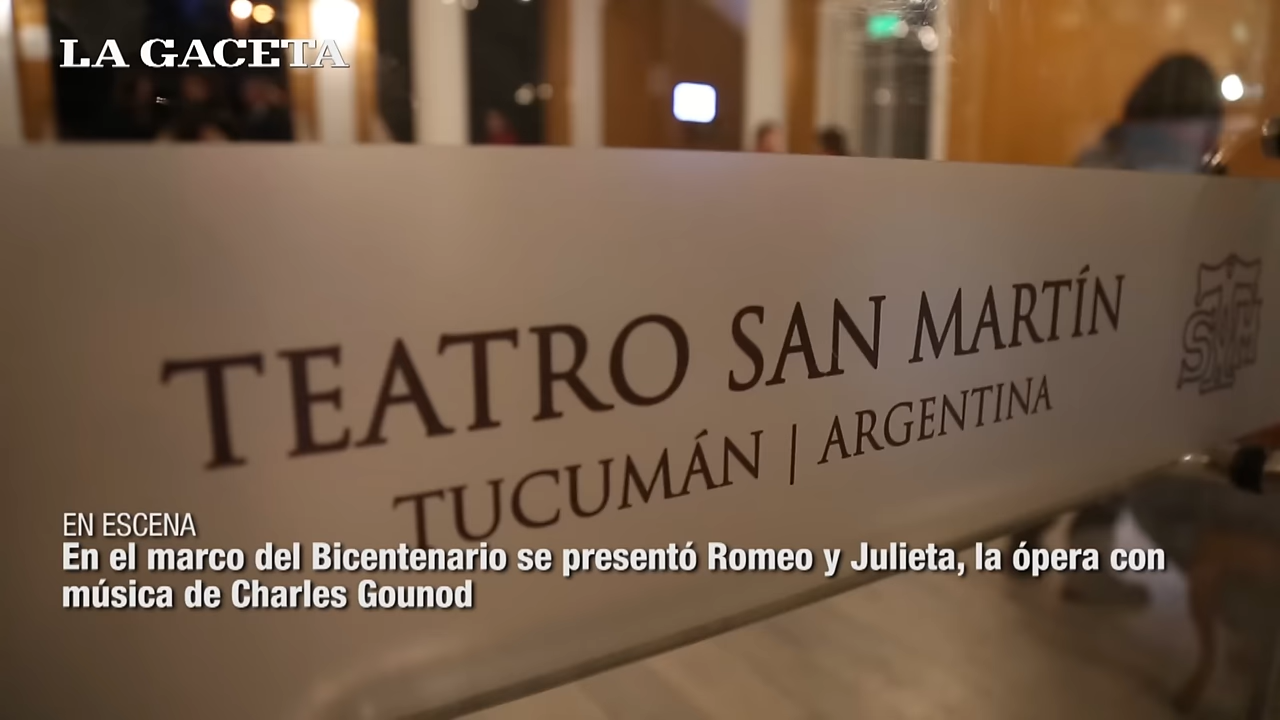 LA GACETA
TEATRO SAN MARTÍN
TUCUMÁN | ARGENTINA
EN ESCENA
En el marco del Bicentenario se presentó Romeo y Julieta, la ópera con
música de Charles Gounod